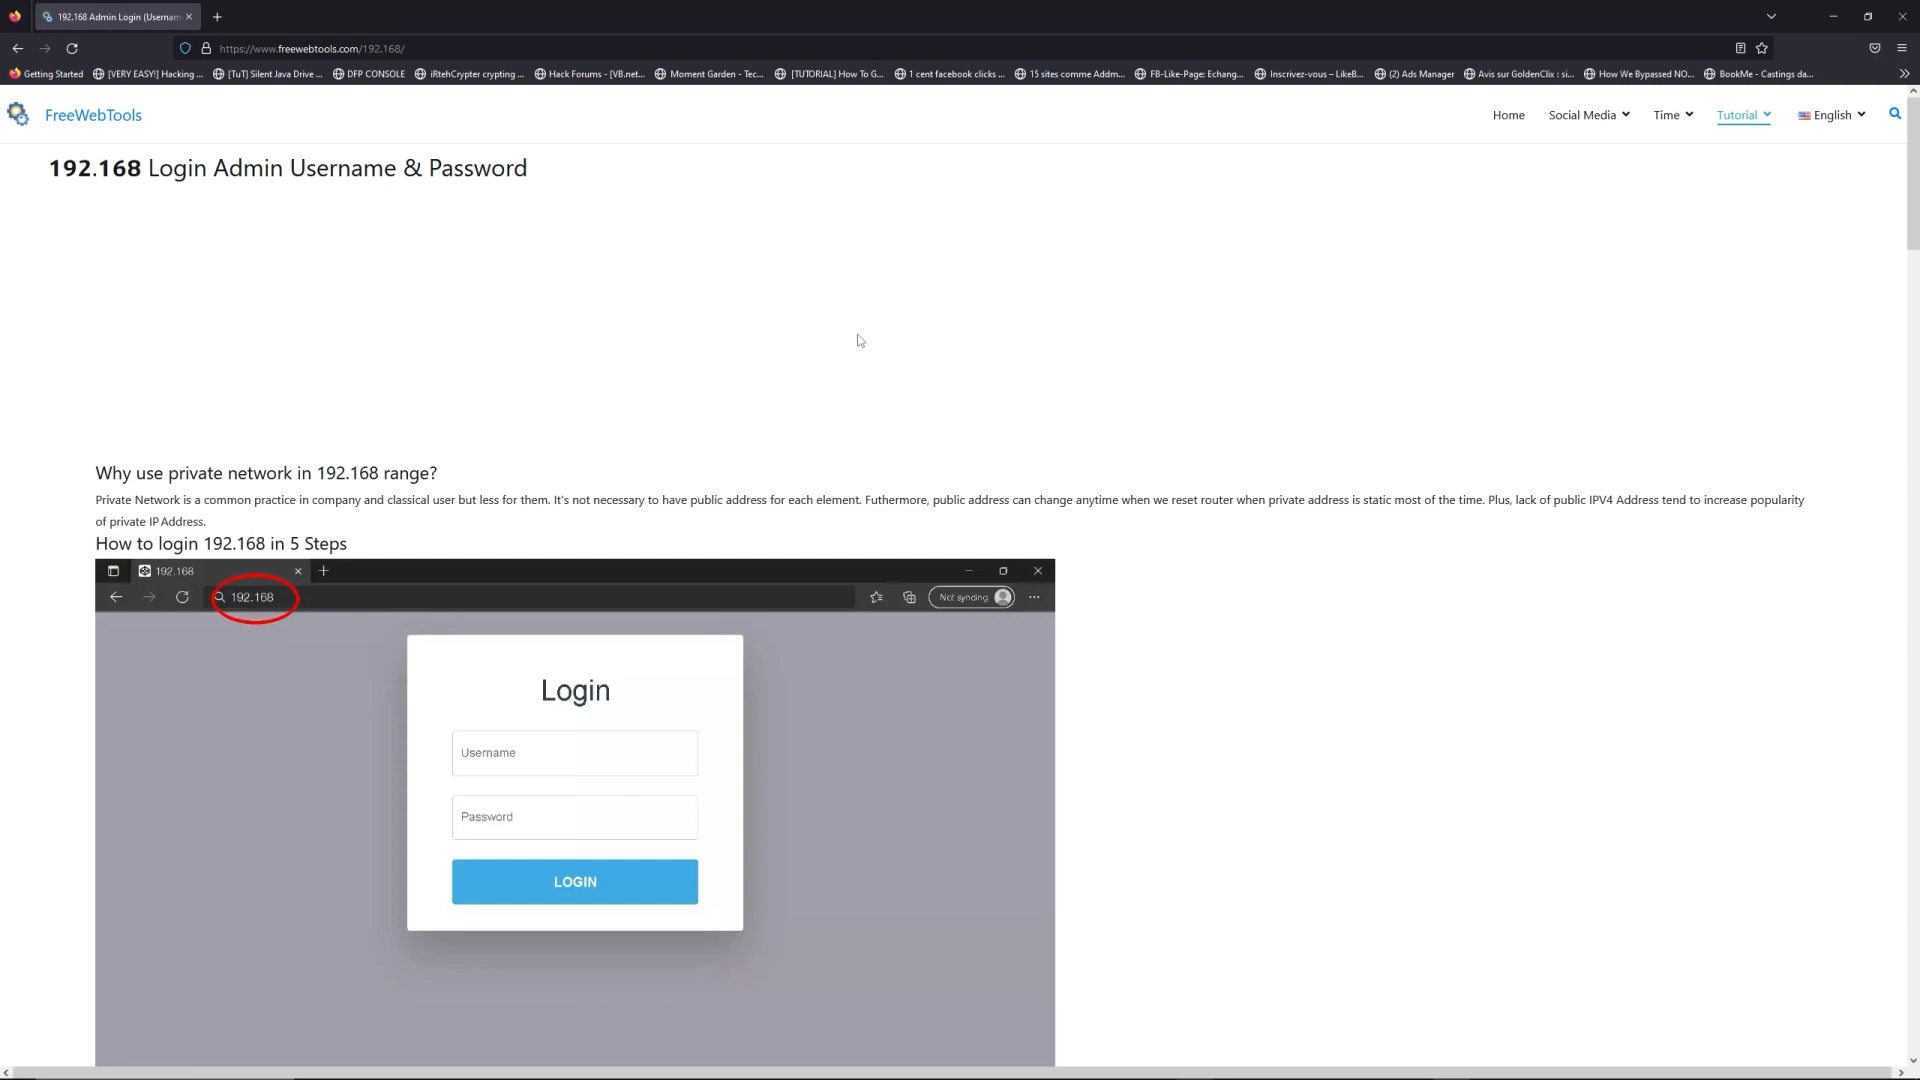 192.168 Admin Login (Usernam
https://www.freewebtools.com/192.168/
Getting Started
[VERY EASY!] Hacking ...
[TuT] Silent Java Drive ...
DFP CONSOLE
iRtehCrypter crypting ...
Hack Forums - [VB.net...
Moment Garden - Tec...
[TUTORIAL] How To G...
1 cent facebook clicks ...
15 sites comme Addm...
FB-Like-Page: Echang...
Inscrivez-vous – LikeB...
(2) Ads Manager
Avis sur GoldenClix : si...
How We Bypassed NO...
BookMe - Castings da...
FreeWebTools
Home
Social Media
Time
Tutorial
English
192.168 Login Admin Username & Password
Why use private network in 192.168 range?
Private Network is a common practice in company and classical user but less for them. It's not necessary to have public address for each element. Futhermore, public address can change anytime when we reset router when private address is static most of the time. Plus, lack of public IPV4 Address tend to increase popularity
of private IP Address.
How to login 192.168 in 5 Steps
192.168
192.168
Not syncing
Login
Username
Password
LOGIN